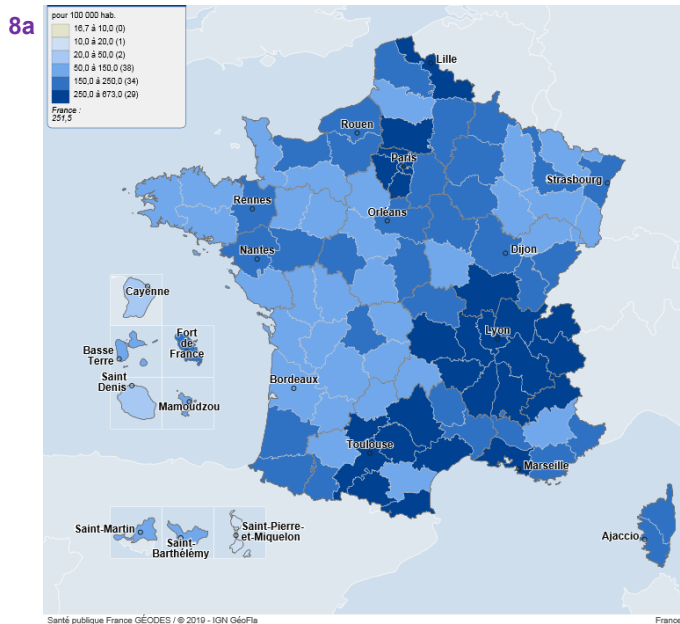 8a
pour 100 000 hab.
16,7 à 10,0 (0)
10,0 à 20,0 (1)
20,0 à 50,0 (2)
50,0 à 150,0 (38)
150,0 à 250,0 (34)
250,0 à 673,0 (29)
France :
251,5
Lille
Rouen
Paris
Strasbourg
Rennes
Orléans
Nantes
Dijon
Cayenne
Lyon
Basse
Terre
Fort
de
France
Saint
Denis
Mamoudzou
Bordeaux
Toulouse
Marseille
Saint-Martin
Saint-
Barthélémy
Saint-Pierre-
et-Miquelon
Ajaccio
Santé publique France GÉODES / © 2019 - IGN GéoFla
France